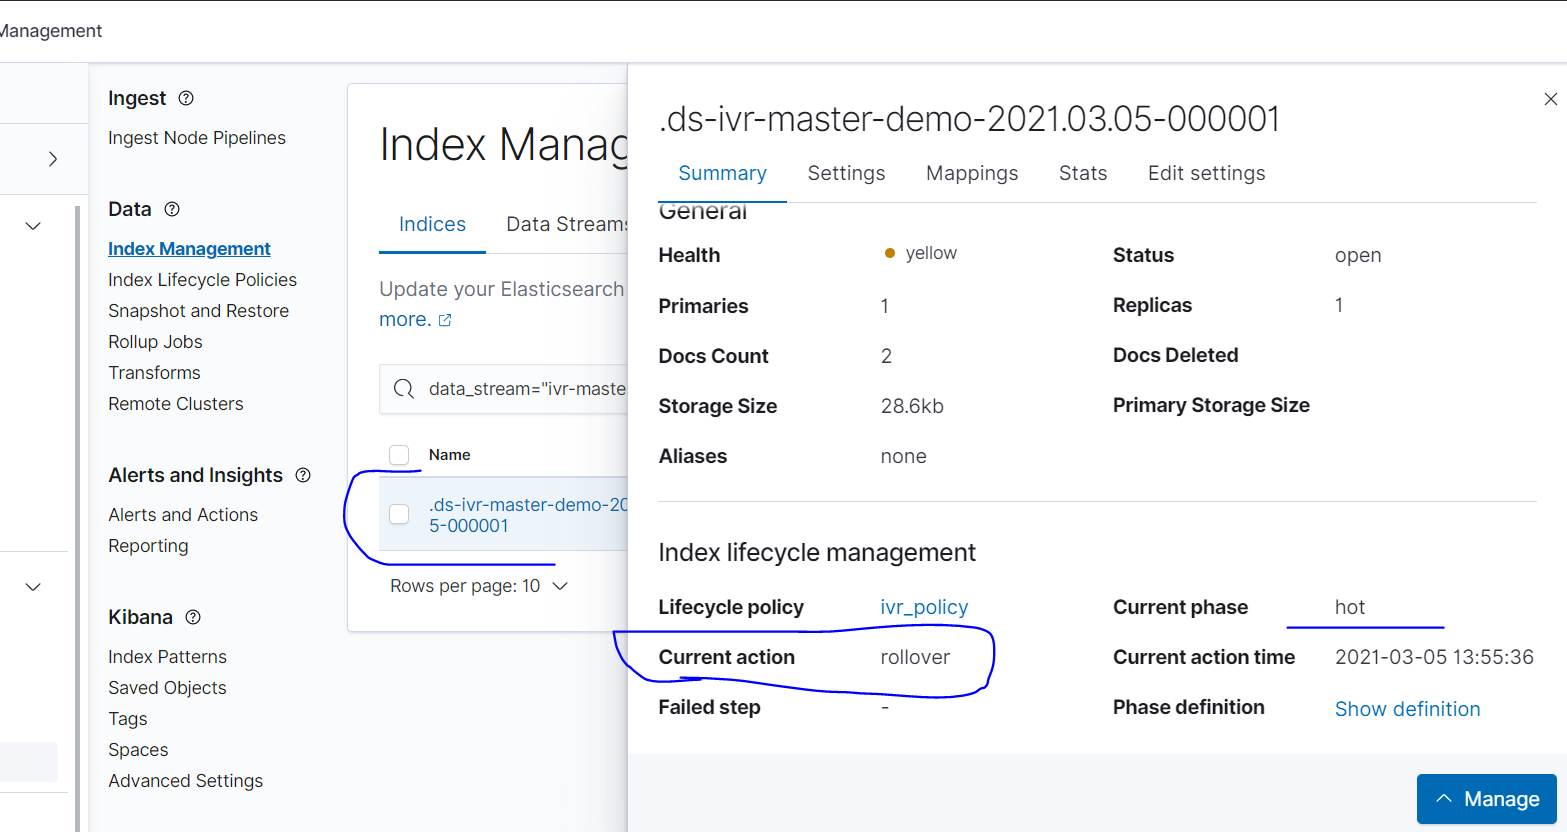 Management
Ingest
Ingest Node Pipelines
Data
Index Management
Index Lifecycle Policies
Snapshot and Restore
Rollup Jobs
Transforms
Remote Clusters
Alerts and Insights
Alerts and Actions
Reporting
Kibana
Index Patterns
Saved Objects
Tags
Spaces
Advanced Settings
Index Manag
Indices Data Streams
Update your Elasticsearch
more.
data_stream="ivr-maste
Name
.ds-ivr-master-demo-20
5-000001
Rows per page: 10
.ds-ivr-master-demo-2021.03.05-000001
Summary Settings Mappings Stats Edit settings
General
Health yellow Status open
Primaries 1 Replicas 1
Docs Count 2 Docs Deleted
Storage Size 28.6kb Primary Storage Size
Aliases none
Index lifecycle management
Lifecycle policy ivr_policy Current phase hot
Current action rollover Current action time 2021-03-05 13:55:36
Failed step - Phase definition Show definition
Manage